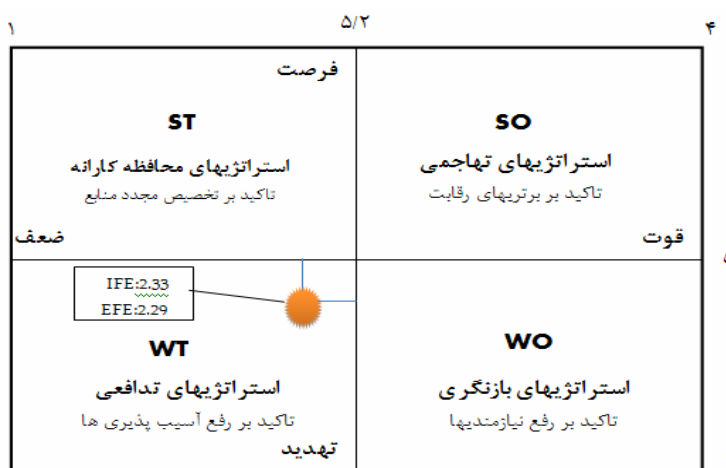 ۱
۵/۲
۴
فرصت
ST
استراتژیهای محافظه کارانه
تاکید بر تخصیص مجدد منابع
ضعف
SO
استراتژیهای تهاجمی
تاکید بر برتریهای رقابت
قوت
IFE:2.33
EFE:2.29
WT
استراتژیهای تدافعی
تاکید بر رفع آسیب پذیری ها
تهدید
WO
استراتژیهای بازنگری
تاکید بر رفع نیازمندیها